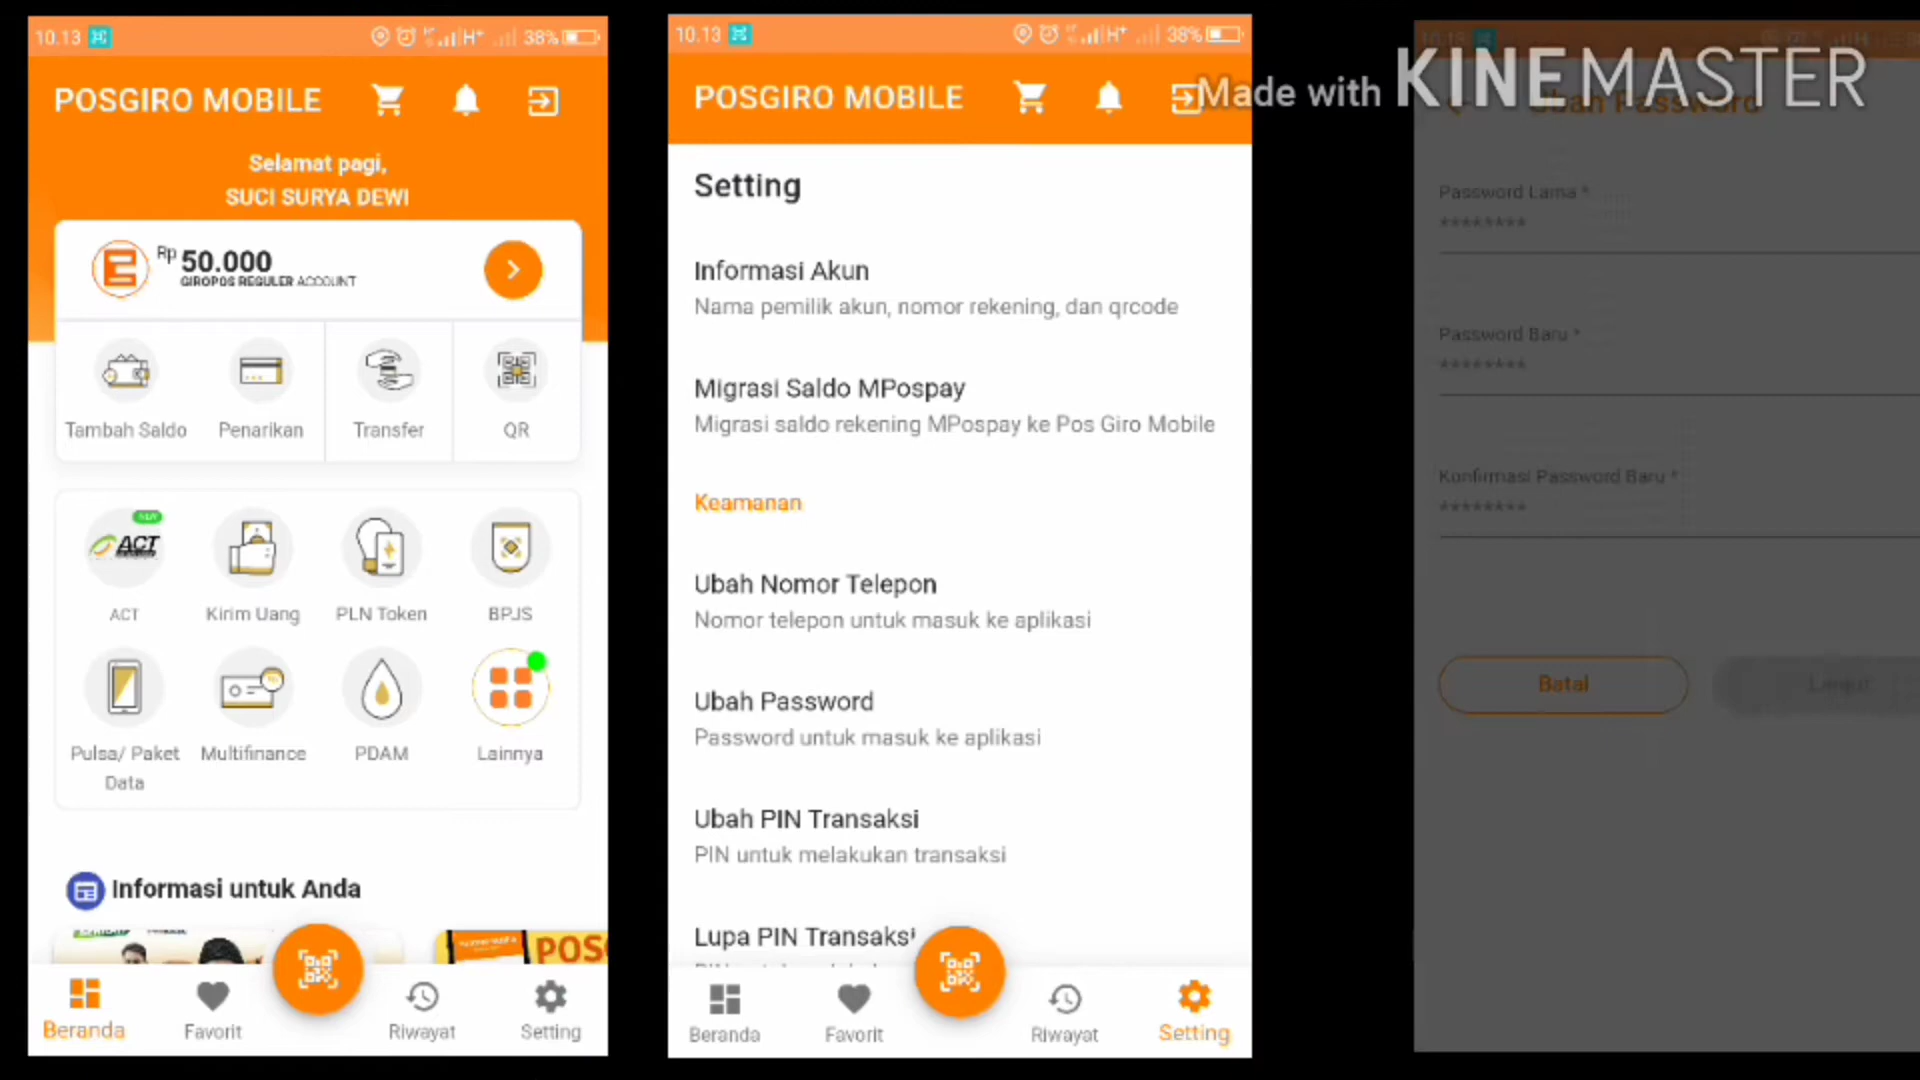 10.13
H+
38%
POSGIRO MOBILE
Selamat pagi,
SUCI SURYA DEWI
Rp 50.000
GIROPOS REGULER ACCOUNT
Tambah Saldo
Penarikan
Transfer
QR
ACT
ACT
Kirim Uang
PLN Token
BPJS
Pulsa/ Paket
Data
Multifinance
PDAM
Lainnya
Informasi untuk Anda
Beranda
Favorit
Riwayat
Setting
10.13
H+
38%
POSGIRO MOBILE
Setting
Informasi Akun
Nama pemilik akun, nomor rekening, dan qrcode
Migrasi Saldo MPospay
Migrasi saldo rekening MPospay ke Pos Giro Mobile
Keamanan
Ubah Nomor Telepon
Nomor telepon untuk masuk ke aplikasi
Ubah Password
Password untuk masuk ke aplikasi
Ubah PIN Transaksi
PIN untuk melakukan transaksi
Lupa PIN Transaksi
Beranda
Favorit
Riwayat
Setting
Made with KINEMASTER
Ubah Password
Password Lama *
********
Password Baru *
********
Konfirmasi Password Baru *
********
Batal
Lanjut